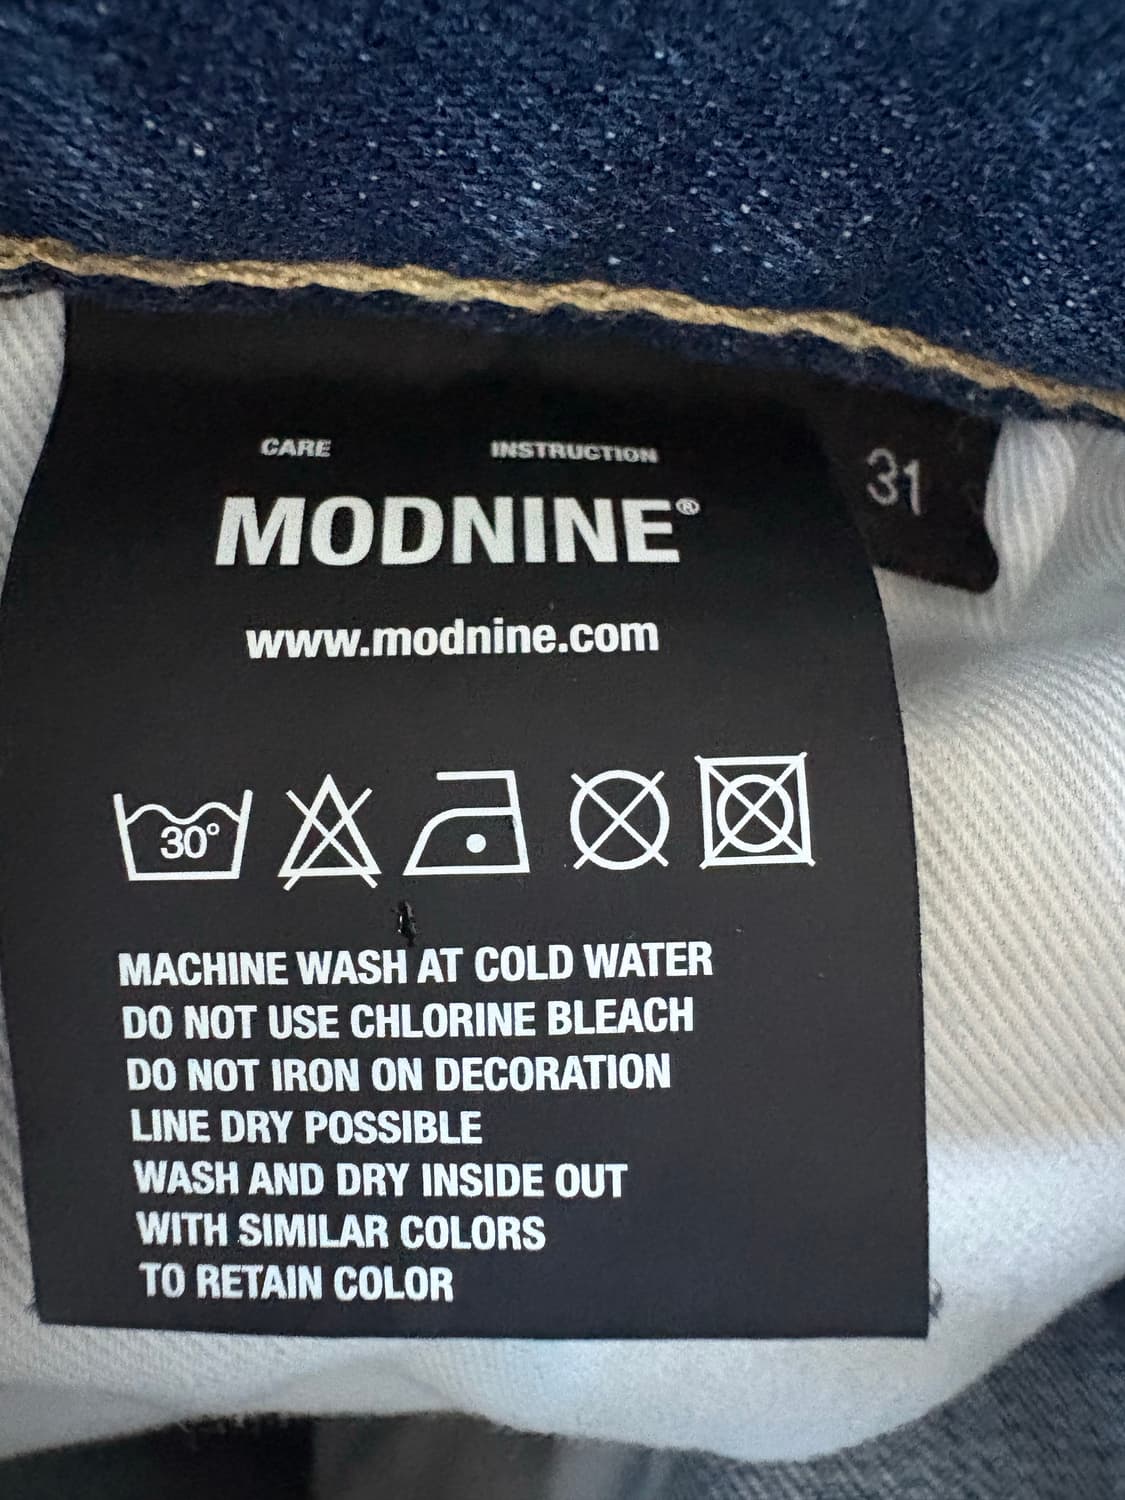 CARE INSTRUCTION
31
MODNINE®
www.modnine.com
30°
MACHINE WASH AT COLD WATER
DO NOT USE CHLORINE BLEACH
DO NOT IRON ON DECORATION
LINE DRY POSSIBLE
WASH AND DRY INSIDE OUT
WITH SIMILAR COLORS
TO RETAIN COLOR